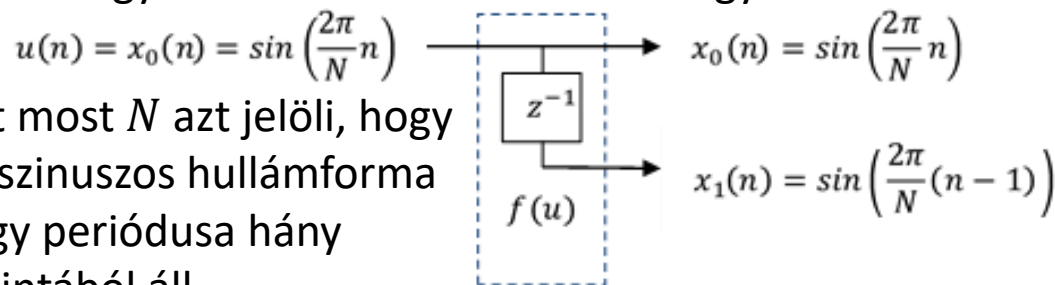 u(n) = x₀(n) = sin(2π/N n)
x₀(n) = sin(2π/N n)
z⁻¹
most N azt jelöli, hogy
szinuszos hullámforma
x₁(n) = sin(2π/N (n − 1))
periódusa hány
f(u)